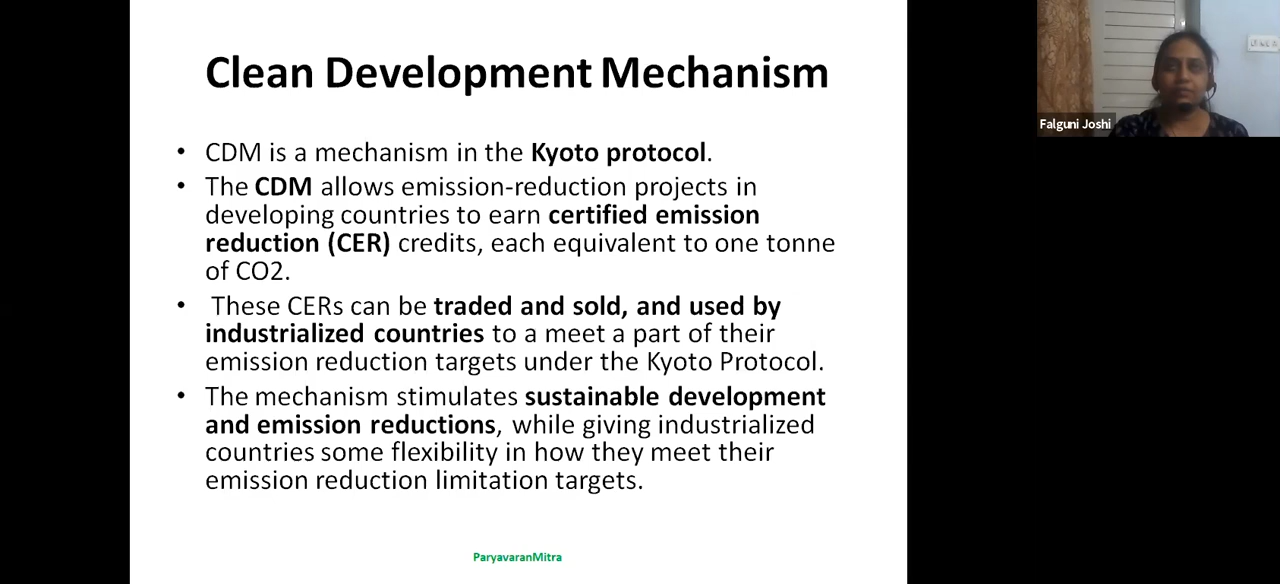 Clean Development Mechanism
• CDM is a mechanism in the Kyoto protocol.
• The CDM allows emission-reduction projects in
developing countries to earn certified emission
reduction (CER) credits, each equivalent to one tonne
of CO2.
• These CERs can be traded and sold, and used by
industrialized countries to a meet a part of their
emission reduction targets under the Kyoto Protocol.
• The mechanism stimulates sustainable development
and emission reductions, while giving industrialized
countries some flexibility in how they meet their
emission reduction limitation targets.
ParyavaranMitra
Falguni Joshi